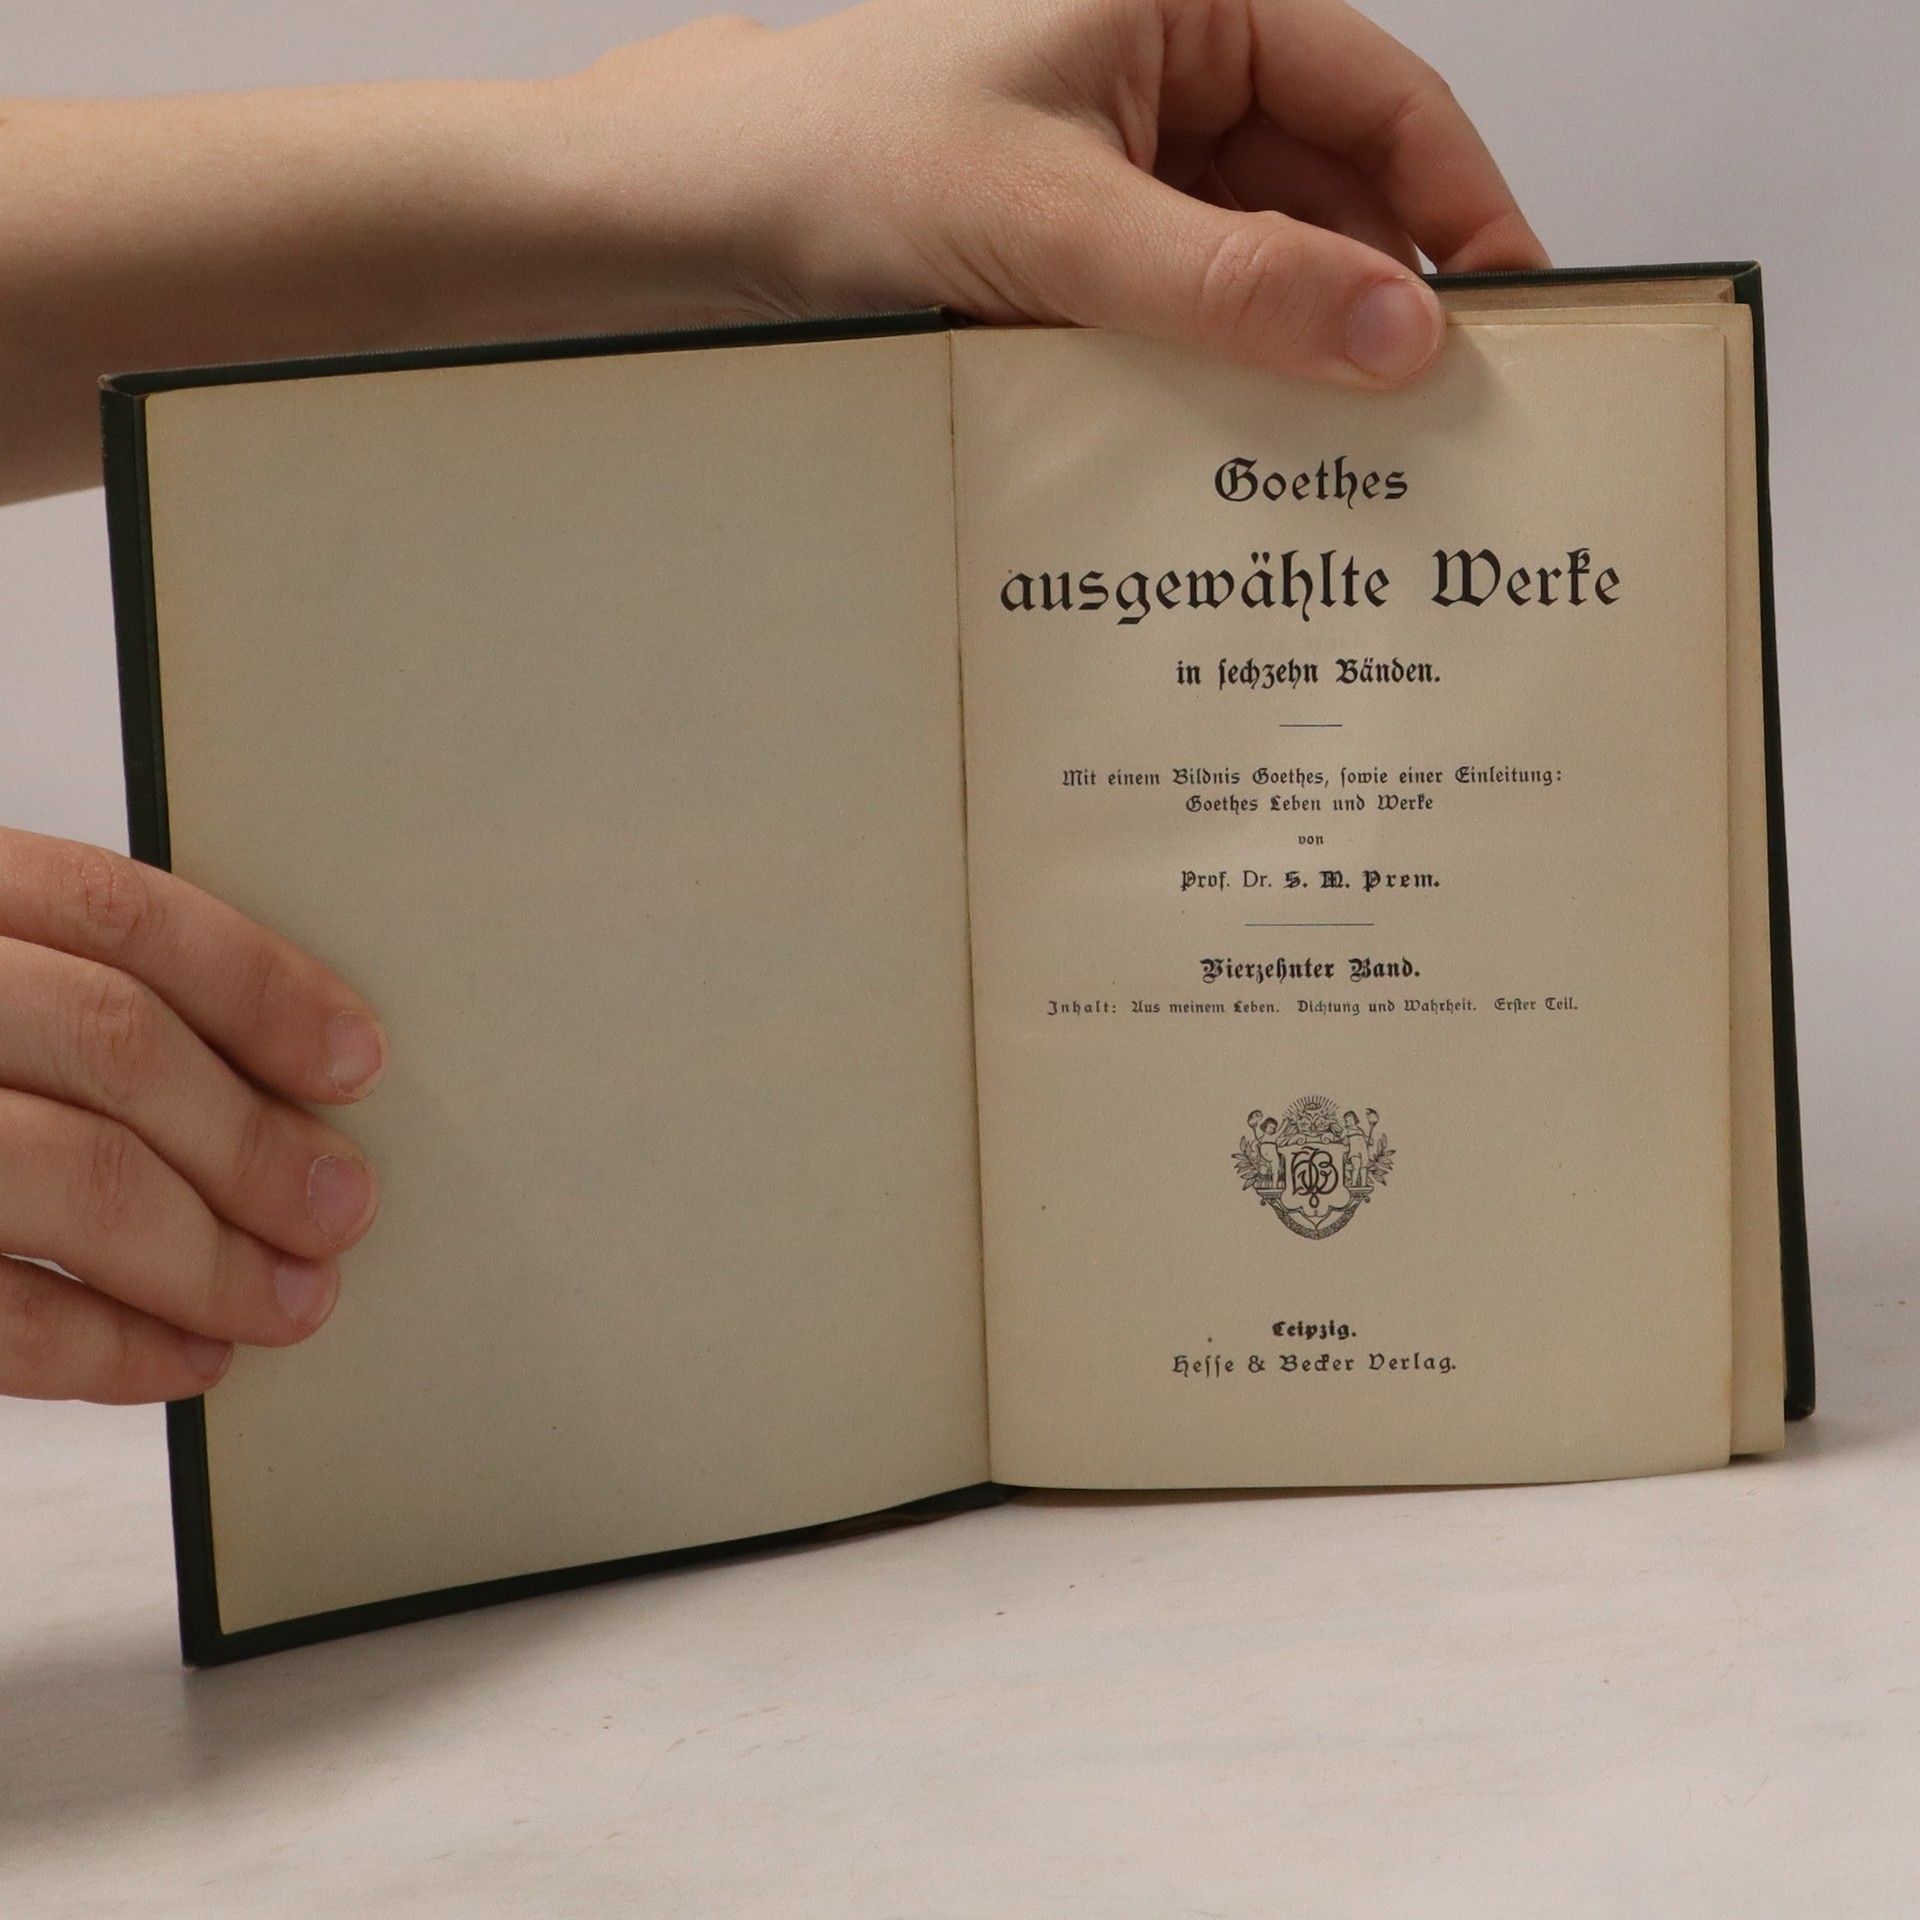 Goethes
ausgewählte Werke
in sechzehn Bänden.
Mit einem Bildnis Goethes, sowie einer Einleitung:
Goethes Leben und Werke
von
Prof. Dr. S. M. Prem.
Vierzehnter Band.
Inhalt: Aus meinem Leben. Dichtung und Wahrheit. Erster Teil.
Leipzig.
Hesse & Becker Verlag.